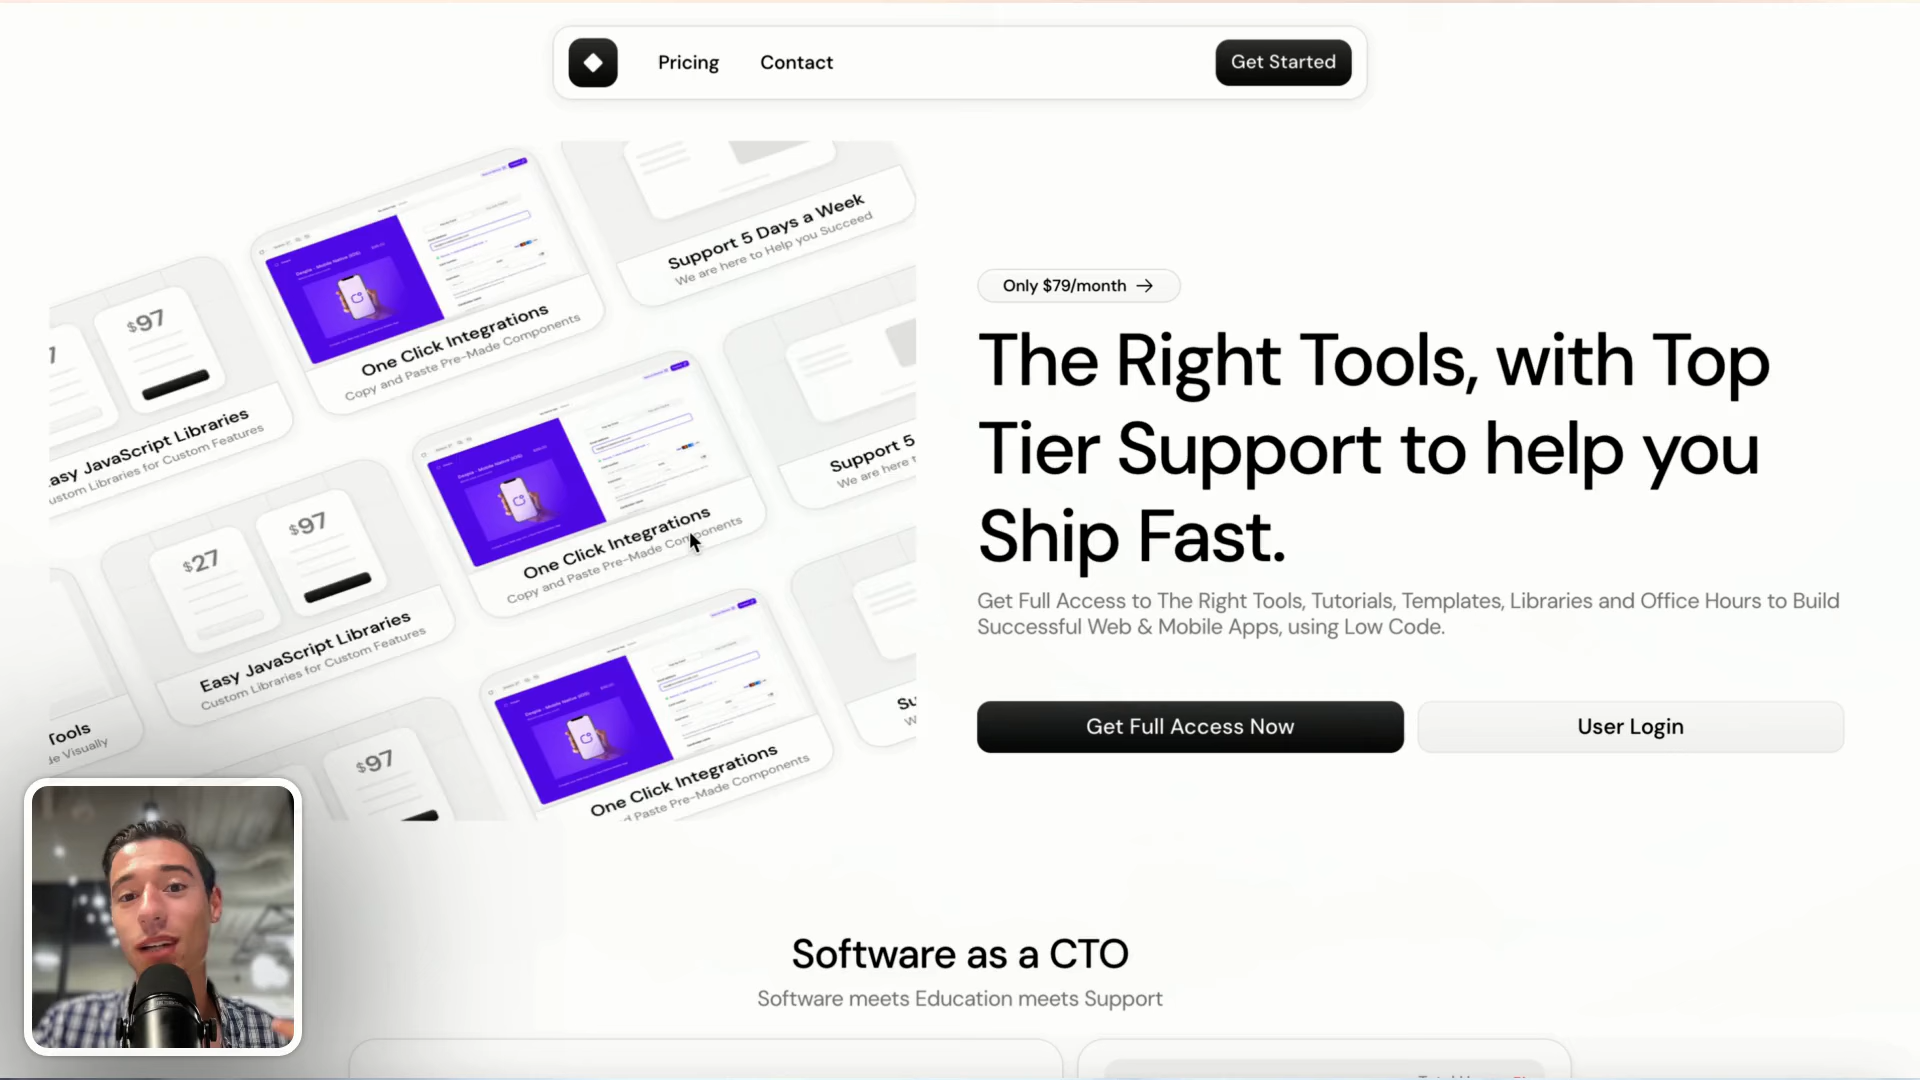 Pricing
Contact
Get Started
Support 5 Days a Week
We are here to Help you Succeed
$97
One Click Integrations
Copy and Paste Pre-Made Components
Easy JavaScript Libraries
Custom Libraries for Custom Features
Support 5
We are here t
$27
$97
One Click Integrations
Copy and Paste Pre-Made Components
Easy JavaScript Libraries
Custom Libraries for Custom Features
Tools
Visually
$97
One Click Integrations
and Paste Pre-Made Components
Su
W
Only $79/month →
The Right Tools, with Top
Tier Support to help you
Ship Fast.
Get Full Access to The Right Tools, Tutorials, Templates, Libraries and Office Hours to Build
Successful Web & Mobile Apps, using Low Code.
Get Full Access Now
User Login
Software as a CTO
Software meets Education meets Support